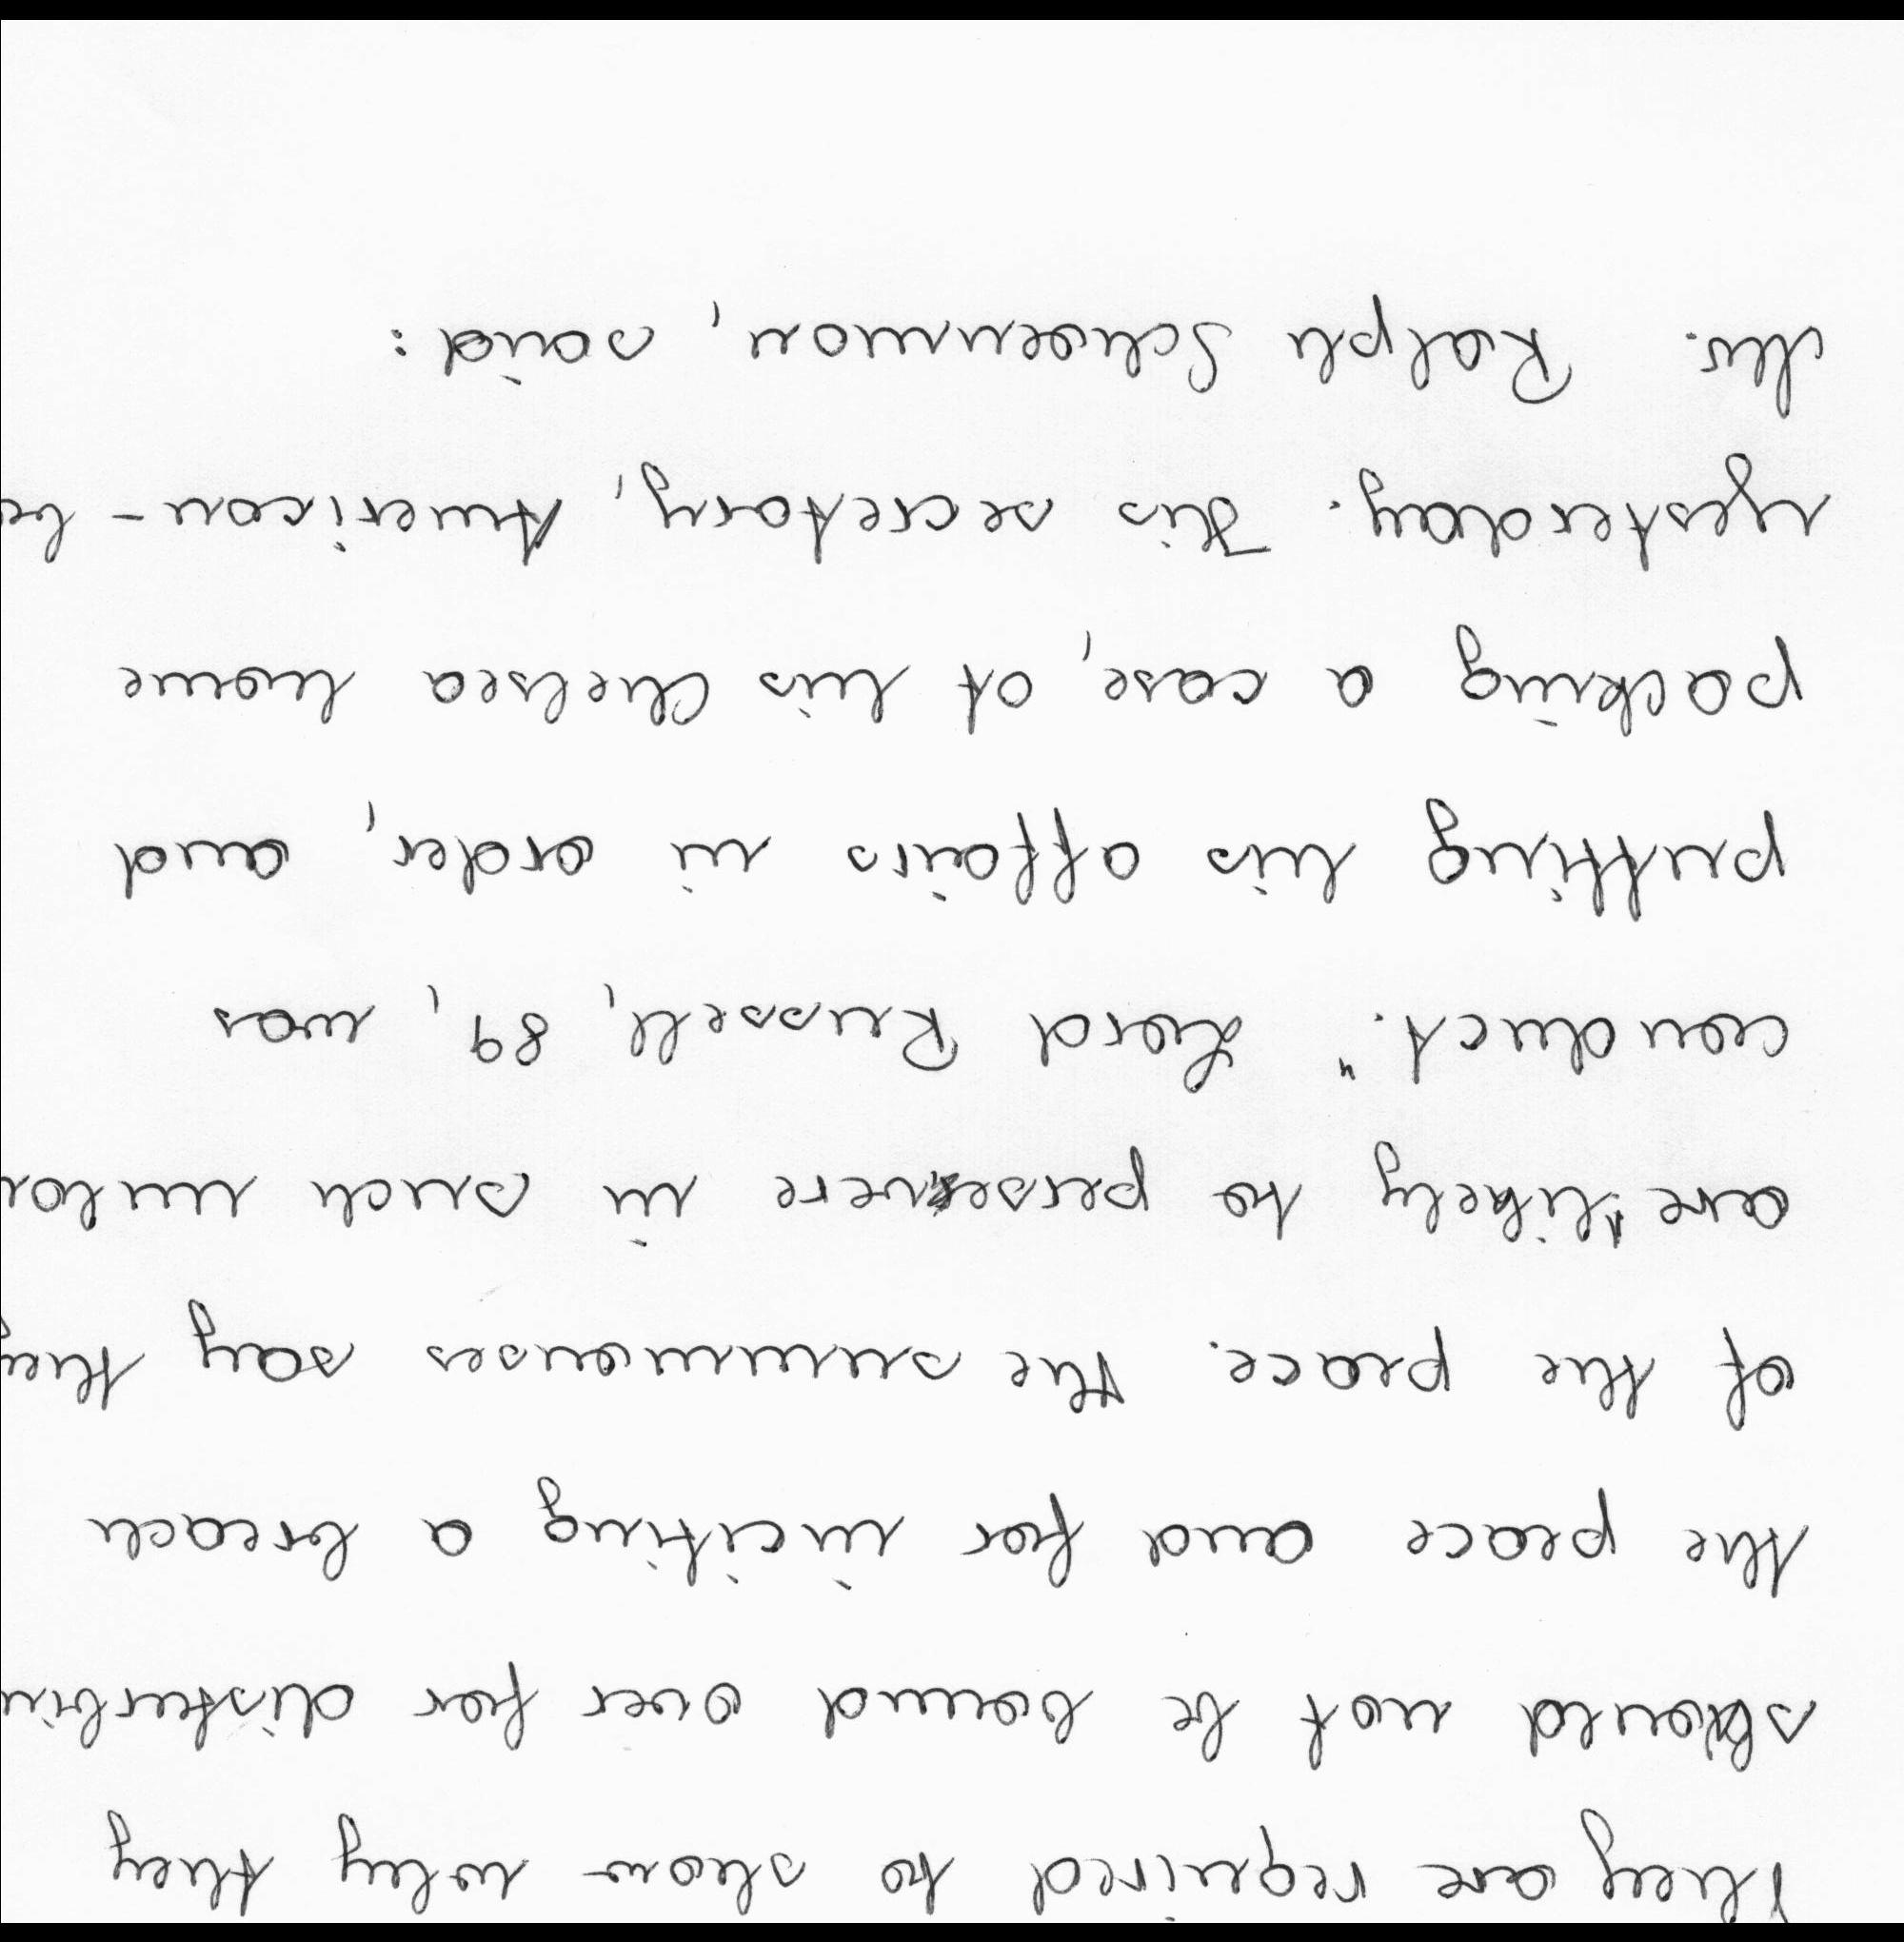 They are required to show why they
should not be bound over for disturbin
the peace and for inciting a breach
of the peace. The summonses say they
are "likely to persevere in such unlaw
conduct." Lord Russell, 89, was
putting his affairs in order, and
packing a case, at his Chelsea home
yesterday. His secretary, American-bo
Mr. Ralph Schoenman, said: